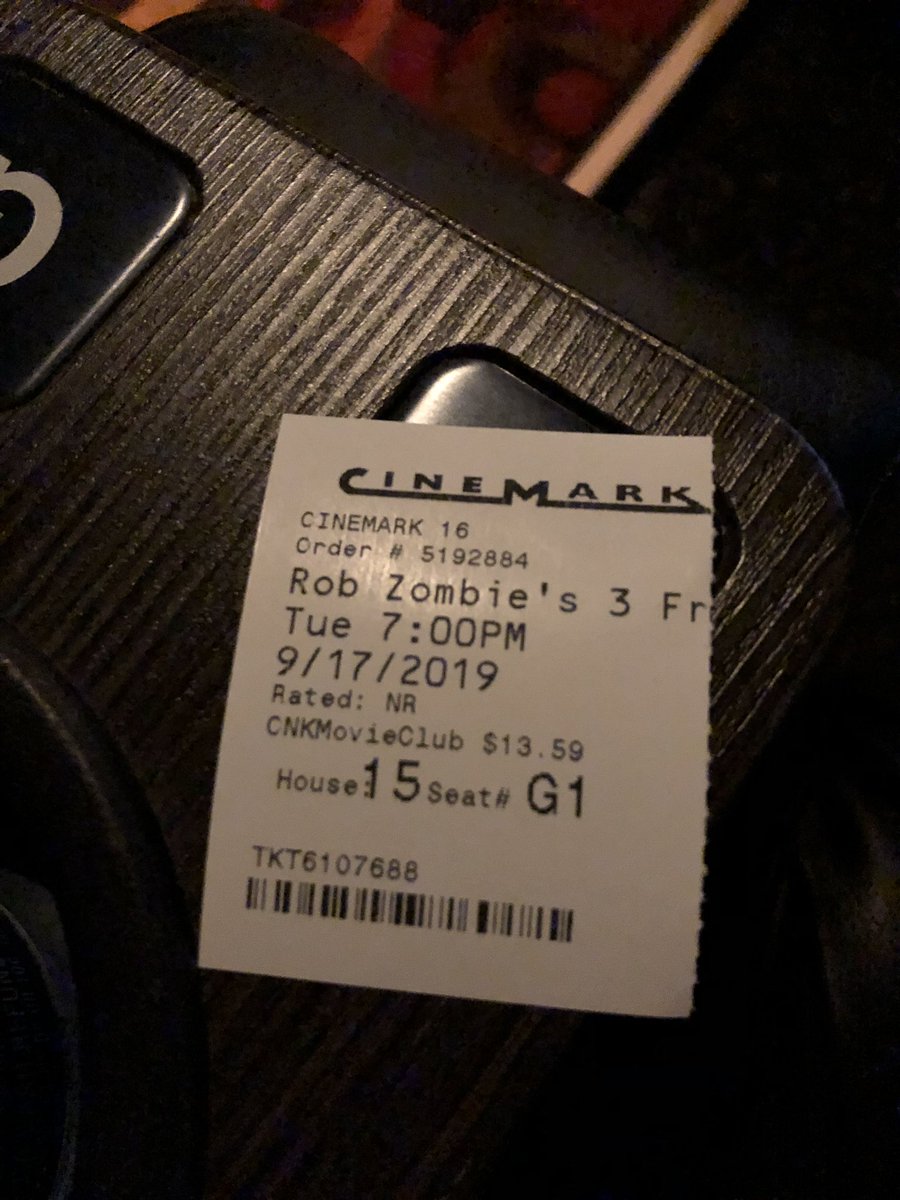 CINEMARK
CINEMARK 16
Order # 5192884
Rob Zombie's 3 Fr
Tue 7:00PM
9/17/2019
Rated: NR
CNKMovieClub $13.59
House:15 Seat# G1
TKT6107688